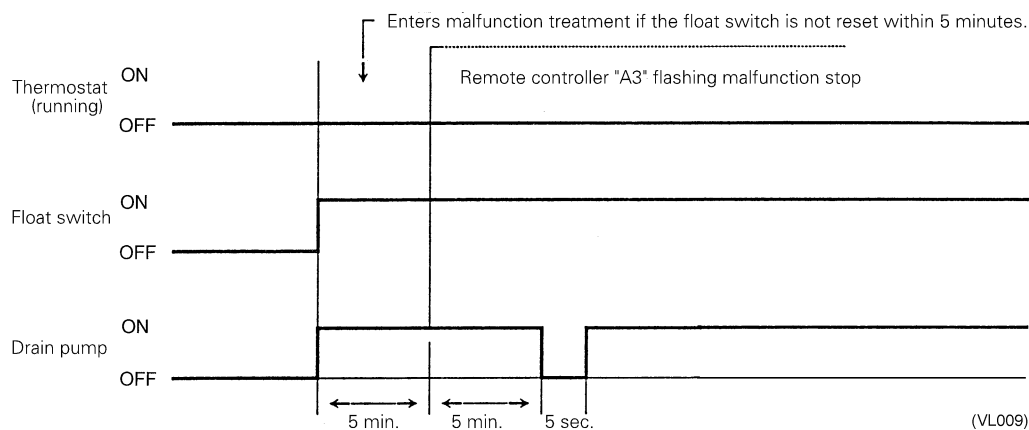 Enters malfunction treatment if the float switch is not reset within 5 minutes.
ON
Thermostat
(running)
Remote controller "A3" flashing malfunction stop
OFF
ON
Float switch
OFF
ON
Drain pump
OFF
5 min.
5 min.
5 sec.
(VL009)